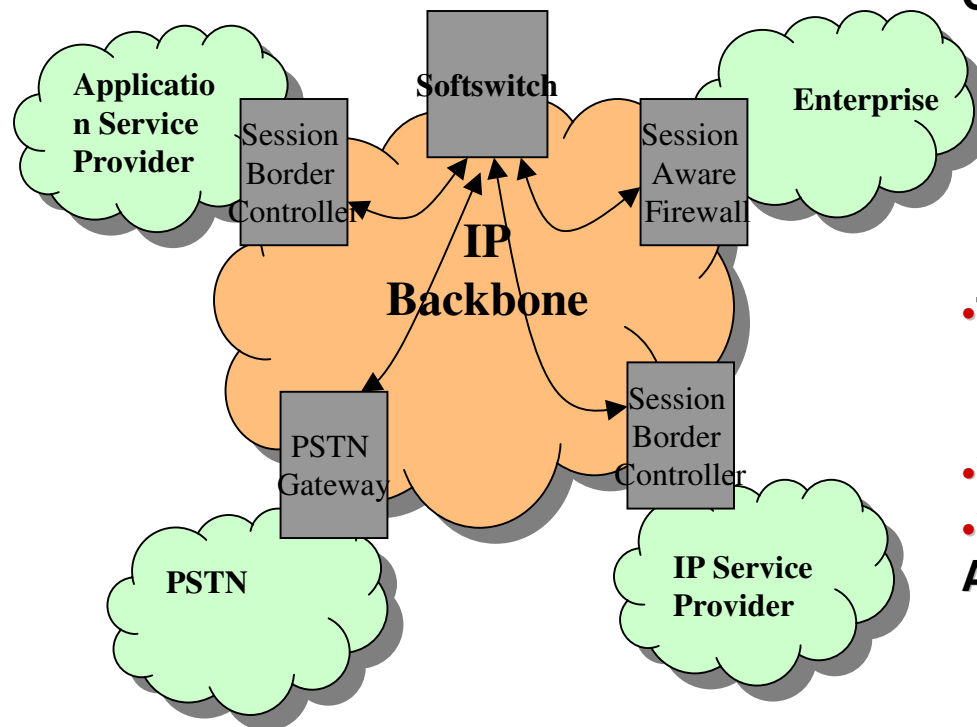 Applicatio
n Service
Provider
Softswitch
Enterprise
Session
Border
Controller
Session
Aware
Firewall
IP
Backbone
Session
Border
Controller
PSTN
Gateway
PSTN
IP Service
Provider